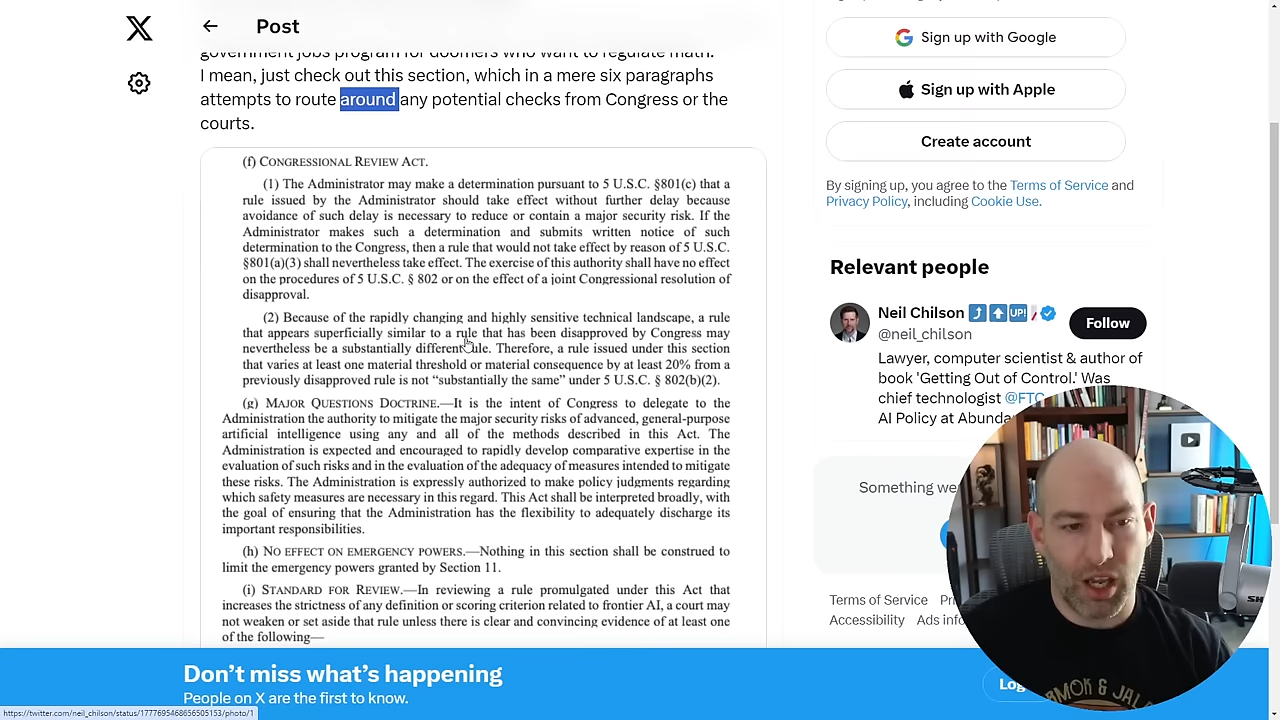 Post
government jobs program for doomers who want to regulate math.
I mean, just check out this section, which in a mere six paragraphs
attempts to route around any potential checks from Congress or the
courts.
(f) CONGRESSIONAL REVIEW ACT.
(1) The Administrator may make a determination pursuant to 5 U.S.C. §801(c) that a
rule issued by the Administrator should take effect without further delay because
avoidance of such delay is necessary to reduce or contain a major security risk. If the
Administrator makes such a determination and submits written notice of such
determination to the Congress, then a rule that would not take effect by reason of 5 U.S.C.
§801(a)(3) shall nevertheless take effect. The exercise of this authority shall have no effect
on the procedures of 5 U.S.C. § 802 or on the effect of a joint Congressional resolution of
disapproval.
(2) Because of the rapidly changing and highly sensitive technical landscape, a rule
that appears superficially similar to a rule that has been disapproved by Congress may
nevertheless be a substantially different rule. Therefore, a rule issued under this section
that varies at least one material threshold or material consequence by at least 20% from a
previously disapproved rule is not “substantially the same” under 5 U.S.C. § 802(b)(2).
(g) MAJOR QUESTIONS DOCTRINE.—It is the intent of Congress to delegate to the
Administration the authority to mitigate the major security risks of advanced, general-purpose
artificial intelligence using any and all of the methods described in this Act. The
Administration is expected and encouraged to rapidly develop comparative expertise in the
evaluation of such risks and in the evaluation of the adequacy of measures intended to mitigate
these risks. The Administration is expressly authorized to make policy judgments regarding
which safety measures are necessary in this regard. This Act shall be interpreted broadly, with
the goal of ensuring that the Administration has the flexibility to adequately discharge its
important responsibilities.
(h) NO EFFECT ON EMERGENCY POWERS.—Nothing in this section shall be construed to
limit the emergency powers granted by Section 11.
(i) STANDARD FOR REVIEW.—In reviewing a rule promulgated under this Act that
increases the strictness of any definition or scoring criterion related to frontier AI, a court may
not weaken or set aside that rule unless there is clear and convincing evidence of at least one
of the following—
Sign up with Google
Sign up with Apple
Create account
By signing up, you agree to the Terms of Service and
Privacy Policy, including Cookie Use.
Relevant people
Neil Chilson UP!
@neil_chilson
Follow
Lawyer, computer scientist & author of
book 'Getting Out of Control.' Was
chief technologist @FTC
AI Policy at
Something
Terms of Service
Accessibility Ads
Don’t miss what’s happening
People on X are the first to know.
Log
https://twitter.com/neil_chilson/status/1777695468656505153/photo/1